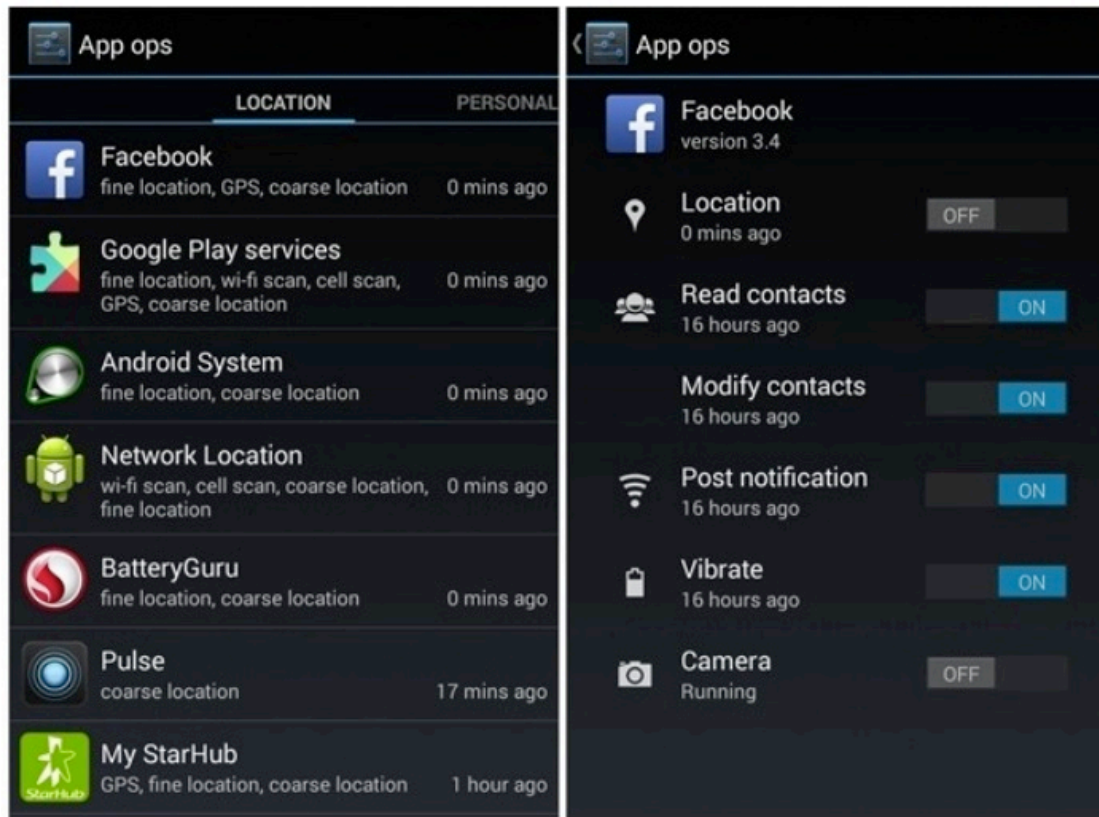 App ops
LOCATION PERSONAL
Facebook
fine location, GPS, coarse location 0 mins ago
Google Play services
fine location, wi-fi scan, cell scan, 0 mins ago
GPS, coarse location
Android System
fine location, coarse location 0 mins ago
Network Location
wi-fi scan, cell scan, coarse location, 0 mins ago
fine location
BatteryGuru
fine location, coarse location 0 mins ago
Pulse
coarse location 17 mins ago
StarHub
My StarHub
GPS, fine location, coarse location 1 hour ago
App ops
Facebook
version 3.4
Location
0 mins ago OFF
Read contacts
16 hours ago ON
Modify contacts
16 hours ago ON
Post notification
16 hours ago ON
Vibrate
16 hours ago ON
Camera
Running OFF